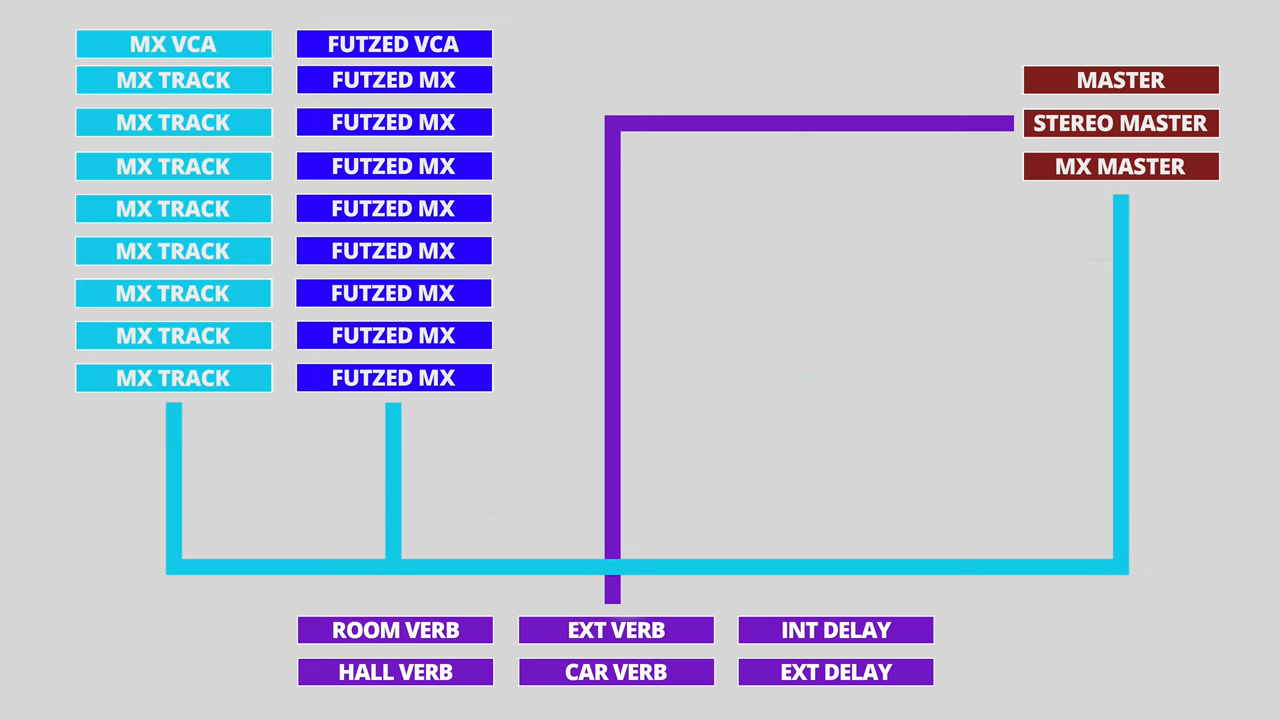 MX VCA
MX TRACK
MX TRACK
MX TRACK
MX TRACK
MX TRACK
MX TRACK
MX TRACK
MX TRACK
FUTZED VCA
FUTZED MX
FUTZED MX
FUTZED MX
FUTZED MX
FUTZED MX
FUTZED MX
FUTZED MX
FUTZED MX
MASTER
STEREO MASTER
MX MASTER
ROOM VERB
EXT VERB
INT DELAY
HALL VERB
CAR VERB
EXT DELAY